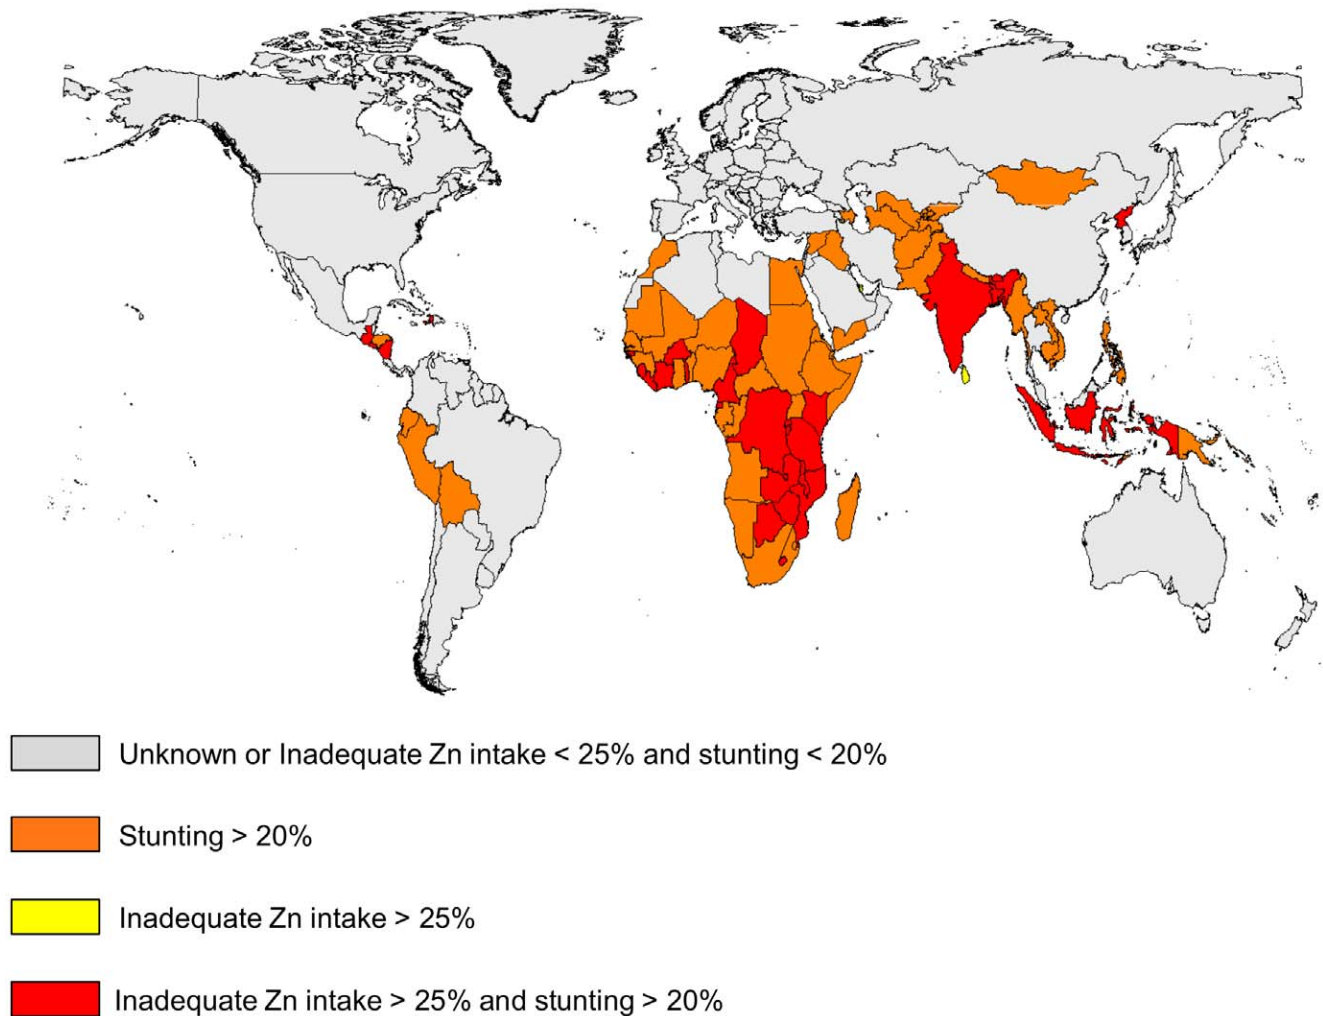 Unknown or Inadequate Zn intake < 25% and stunting < 20%
Stunting > 20%
Inadequate Zn intake > 25%
Inadequate Zn intake > 25% and stunting > 20%